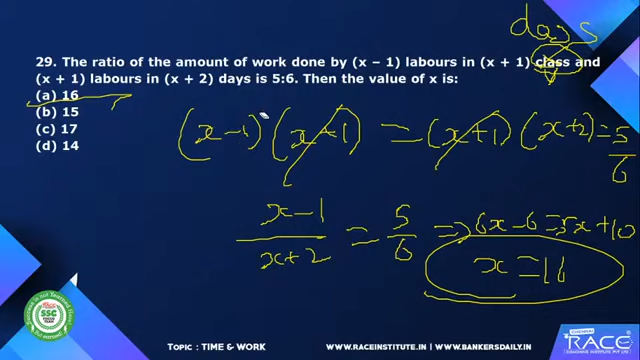 days
29. The ratio of the amount of work done by (x – 1) labours in (x + 1) class and
(x + 1) labours in (x + 2) days is 5:6. Then the value of x is:
(a) 16
(b) 15
(c) 17
(d) 14
(x-1) (x+1) = (x+1) (x+2) = 5/6
x-1/x+2 = 5/6 => 6x-6=5x+10
x=16
SSC
TOPIC : TIME & WORK
WWW.RACEINSTITUTE.IN | WWW.BANKERSDAILY.IN
RACE